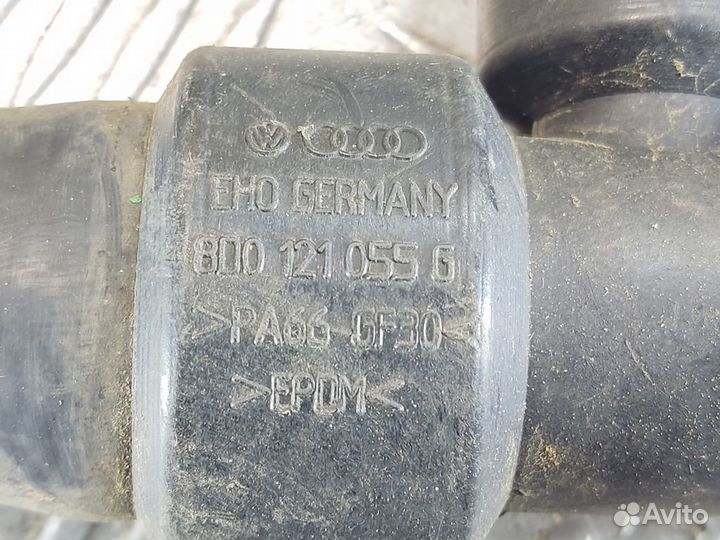 EHO GERMANY
8D0 121 055 G
>PA66 GF30<
>EPDM<
Avito